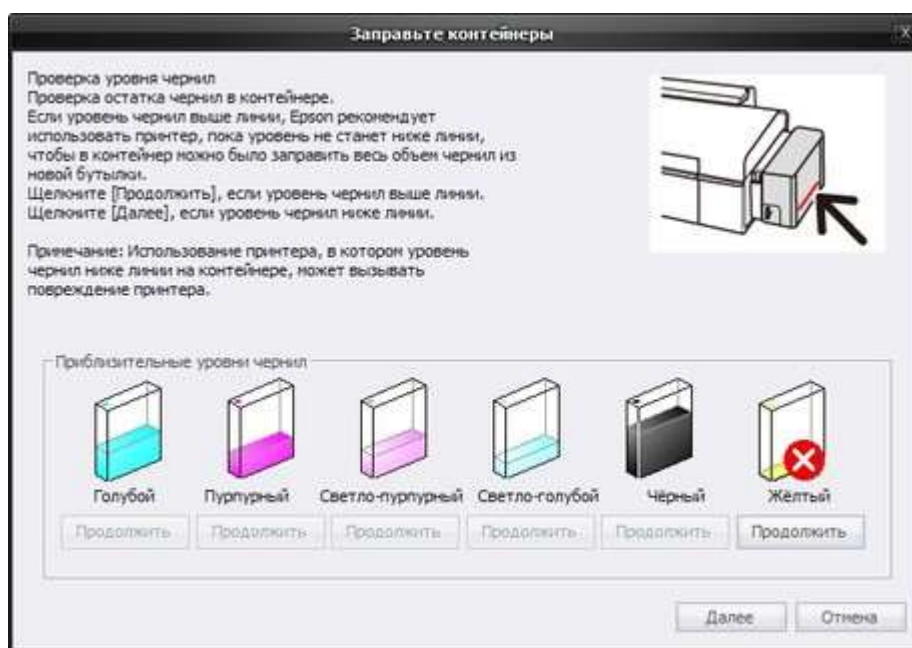 Заправьте контейнеры
Проверка уровня чернил
Проверка остатка чернил в контейнере.
Если уровень чернил выше линии, Epson рекомендует
использовать принтер, пока уровень не станет ниже линии,
чтобы в контейнер можно было заправить весь объем чернил из
новой бутылки.
Щелкните [Продолжить], если уровень чернил выше линии.
Щелкните [Далее], если уровень чернил ниже линии.
Примечание: Использование принтера, в котором уровень
чернил ниже линии на контейнере, может вызывать
повреждение принтера.
Приблизительные уровни чернил
Голубой Пурпурный Светло-пурпурный Светло-голубой Чёрный Жёлтый
Продолжить Продолжить Продолжить Продолжить Продолжить Продолжить
Далее Отмена